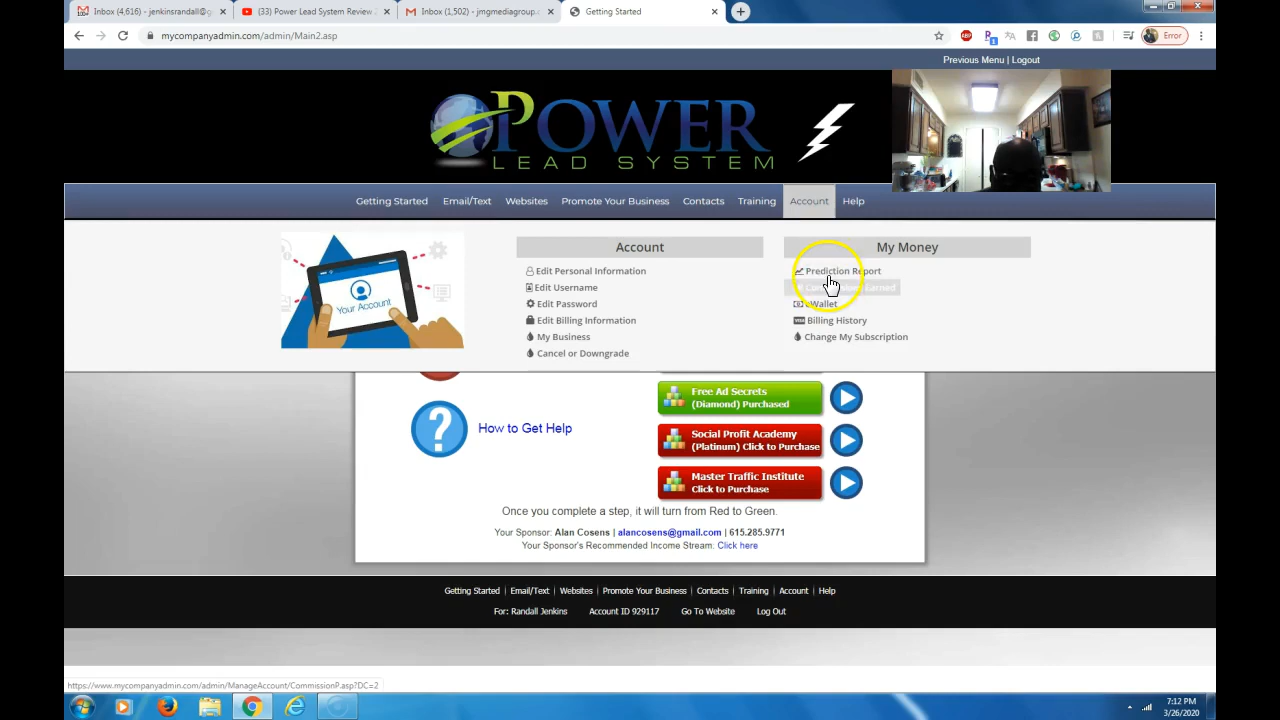 Inbox (4,616) - jenkinsrandall@g
(33) Power Lead System Review 2
Inbox (1,502) - jmgmediagroup.c
Getting Started
mycompanyadmin.com/admin/Main2.asp
ABP
Error
Previous Menu | Logout
POWER
LEAD SYSTEM
Getting Started
Email/Text
Websites
Promote Your Business
Contacts
Training
Account
Help
Your Account
Account
Edit Personal Information
Edit Username
Edit Password
Edit Billing Information
My Business
Cancel or Downgrade
My Money
Prediction Report
Earned
eWallet
Billing History
Change My Subscription
How to Get Help
Free Ad Secrets
(Diamond) Purchased
Social Profit Academy
(Platinum) Click to Purchase
Master Traffic Institute
Click to Purchase
Once you complete a step, it will turn from Red to Green.
Your Sponsor: Alan Cosens | alancosens@gmail.com | 615.285.9771
Your Sponsor's Recommended Income Stream: Click here
Getting Started | Email/Text | Websites | Promote Your Business | Contacts | Training | Account | Help
For: Randall Jenkins Account ID 929117 Go To Website Log Out
https://www.mycompanyadmin.com/admin/ManageAccount/CommissionP.asp?DC=2
7:12 PM
3/26/2020